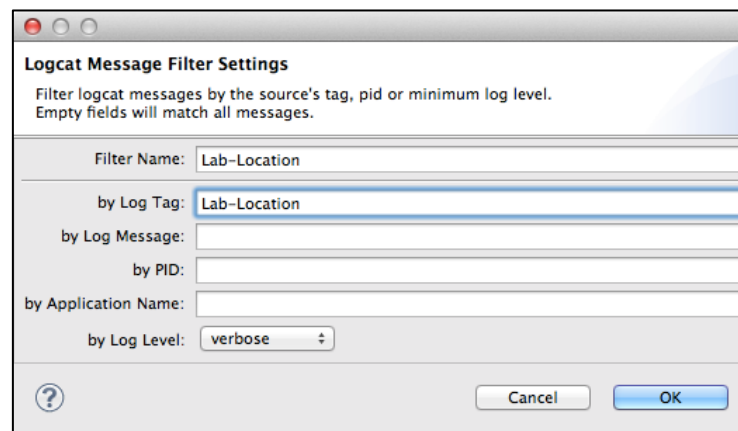 Logcat Message Filter Settings
Filter logcat messages by the source's tag, pid or minimum log level.
Empty fields will match all messages.
Filter Name: Lab-Location
by Log Tag: Lab-Location
by Log Message:
by PID:
by Application Name:
by Log Level: verbose
? Cancel OK